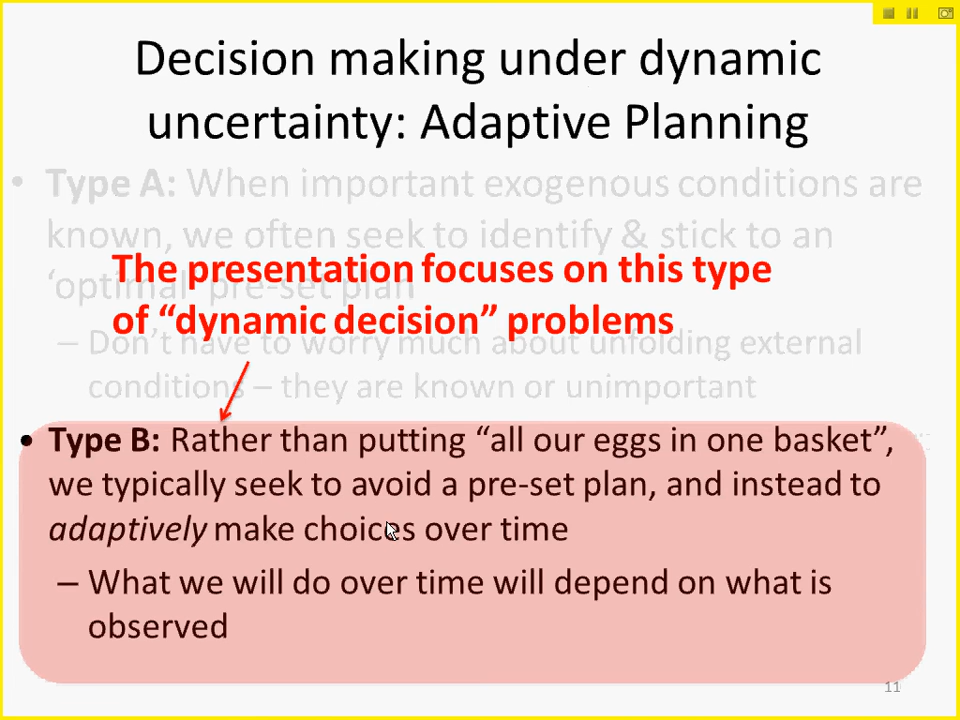 Decision making under dynamic
uncertainty: Adaptive Planning
• Type A: When important exogenous conditions are
known, we often seek to identify & stick to an
'optimal' pre-set plan
The presentation focuses on this type
of “dynamic decision” problems
– Don't have to worry much about unfolding external
conditions – they are known or unimportant
• Type B: Rather than putting “all our eggs in one basket”,
we typically seek to avoid a pre-set plan, and instead to
adaptively make choices over time
– What we will do over time will depend on what is
observed
11